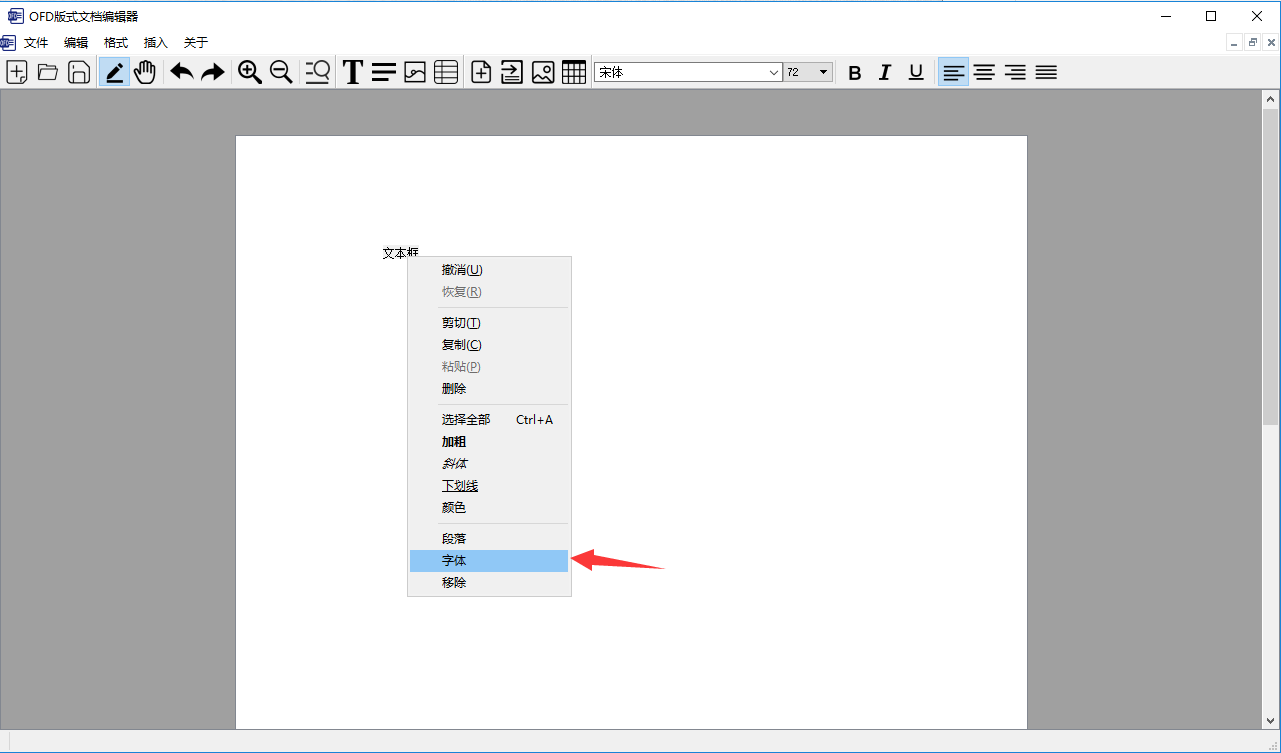 OFD版式文档编辑器
文件 编辑 格式 插入 关于
宋体 72 B I U
文本框
撤消(U)
恢复(R)
剪切(T)
复制(C)
粘贴(P)
删除
选择全部 Ctrl+A
加粗
斜体
下划线
颜色
段落
字体
移除